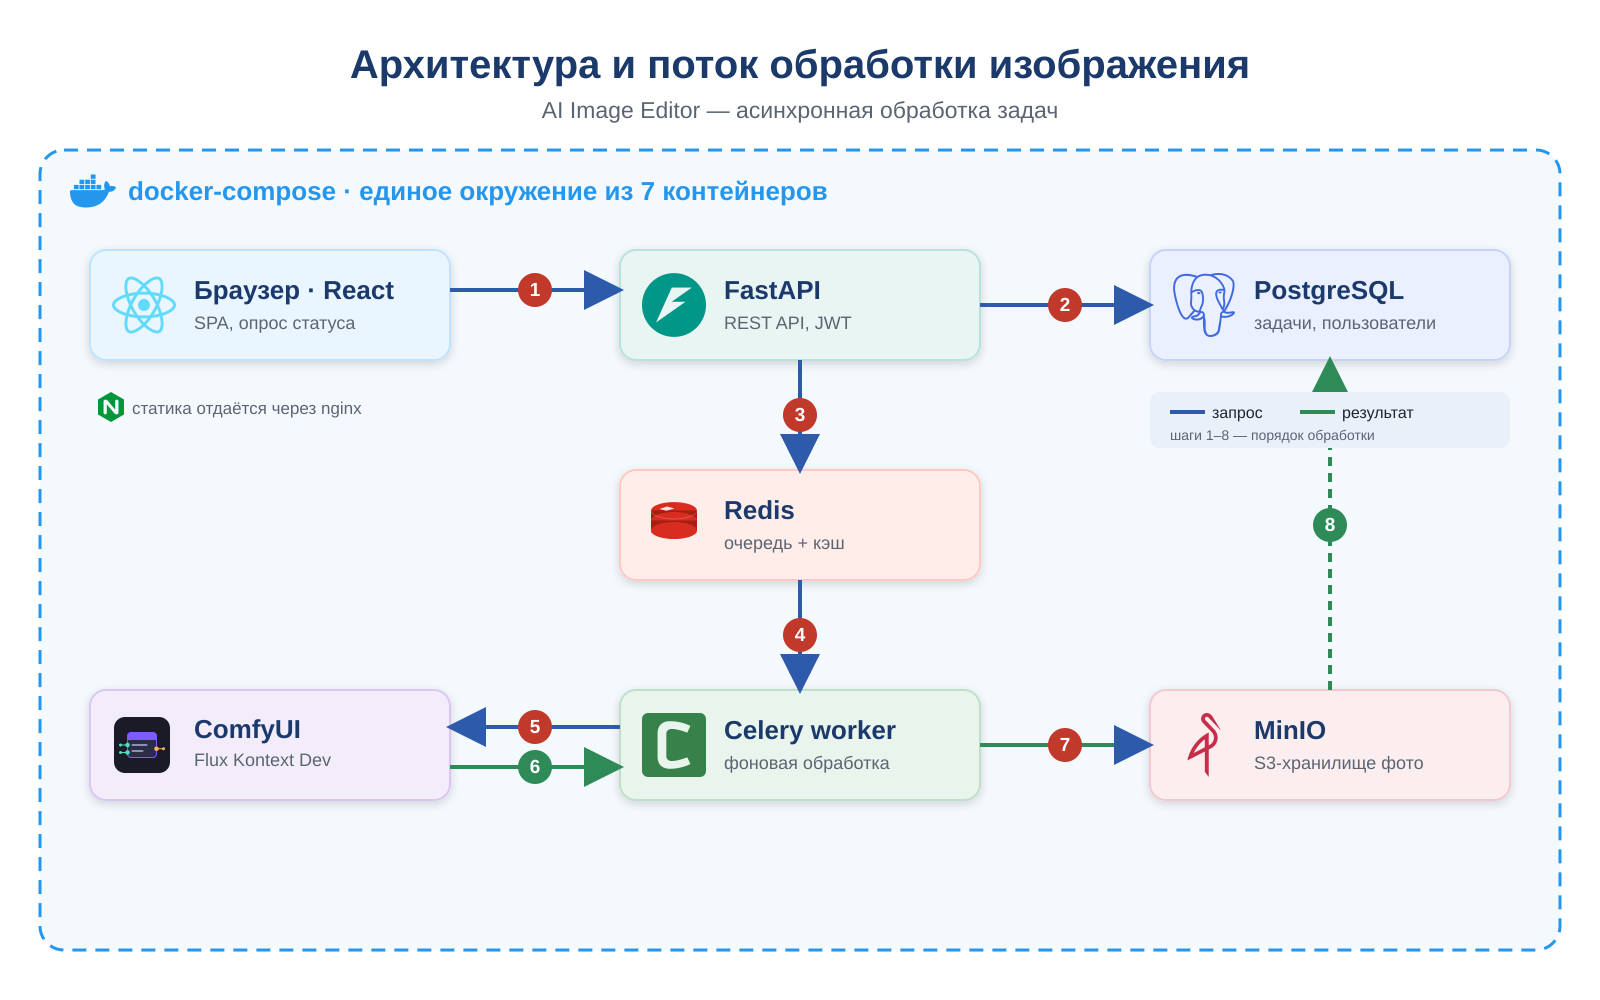 Архитектура и поток обработки изображения
AI Image Editor — асинхронная обработка задач
docker-compose · единое окружение из 7 контейнеров
Браузер · React
SPA, опрос статуса
1
FastAPI
REST API, JWT
2
PostgreSQL
задачи, пользователи
N
статика отдаётся через nginx
3
запрос
результат
шаги 1–8 — порядок обработки
Redis
очередь + кэш
8
4
ComfyUI
Flux Kontext Dev
5
6
C
Celery worker
фоновая обработка
7
MinIO
S3-хранилище фото